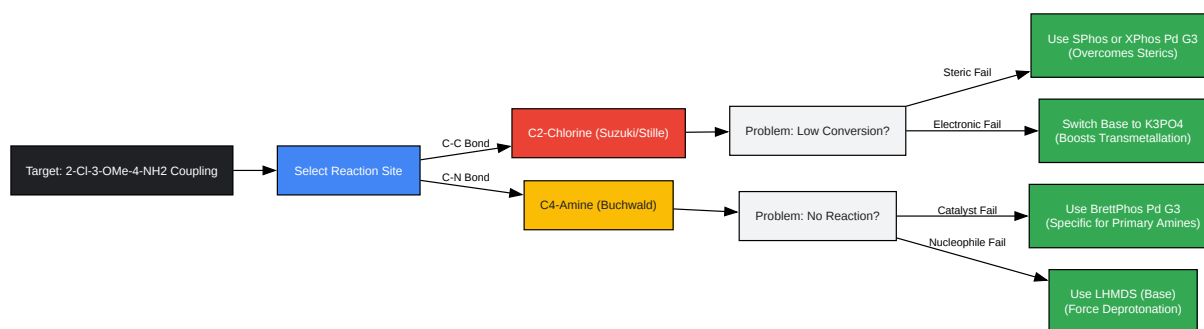 Target: 2-Cl-3-OMe-4-NH2 Coupling
Select Reaction Site
C-C Bond
C-N Bond
C2-Chlorine (Suzuki/Stille)
C4-Amine (Buchwald)
Problem: Low Conversion?
Problem: No Reaction?
Steric Fail
Electronic Fail
Catalyst Fail
Nucleophile Fail
Use SPhos or XPhos Pd G3
(Overcomes Sterics)
Switch Base to K3PO4
(Boosts Transmetallation)
Use BrettPhos Pd G3
(Specific for Primary Amines)
Use LHMDS (Base)
(Force Deprotonation)